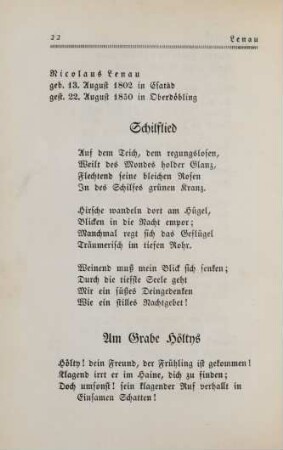 22
Lenau
Nicolaus Lenau
geb. 13. August 1802 in Csatád
gest. 22. August 1850 in Oberdöbling
Schilflied
Auf dem Teich, dem regungslosen,
Weilt des Mondes holder Glanz,
Flechtend seine bleichen Rosen
In des Schilfes grünen Kranz.
Hirsche wandeln dort am Hügel,
Blicken in die Nacht empor;
Manchmal regt sich das Geflügel
Träumerisch im tiefen Rohr.
Weinend muß mein Blick sich senken;
Durch die tiefste Seele geht
Mir ein süßes Deingedenken
Wie ein stilles Nachtgebet!
Am Grabe Höltys
Hölty! dein Freund, der Frühling ist gekommen!
Klagend irrt er im Haine, dich zu finden;
Doch umsonst! sein klagender Ruf verhallt in
Einsamen Schatten!